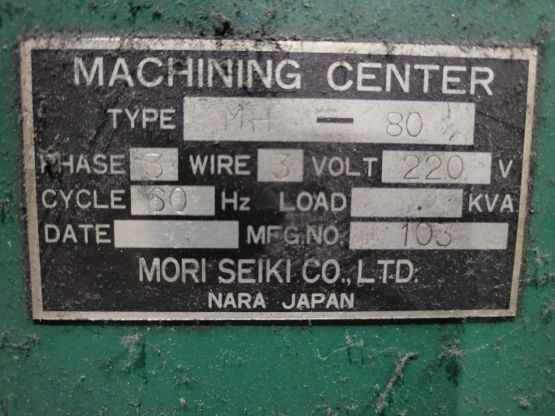 MACHINING CENTER
TYPE MH - 80
PHASE 3 WIRE 3 VOLT 220 V
CYCLE 60 Hz LOAD KVA
DATE MFG.NO. 103
MORI SEIKI CO., LTD.
NARA JAPAN